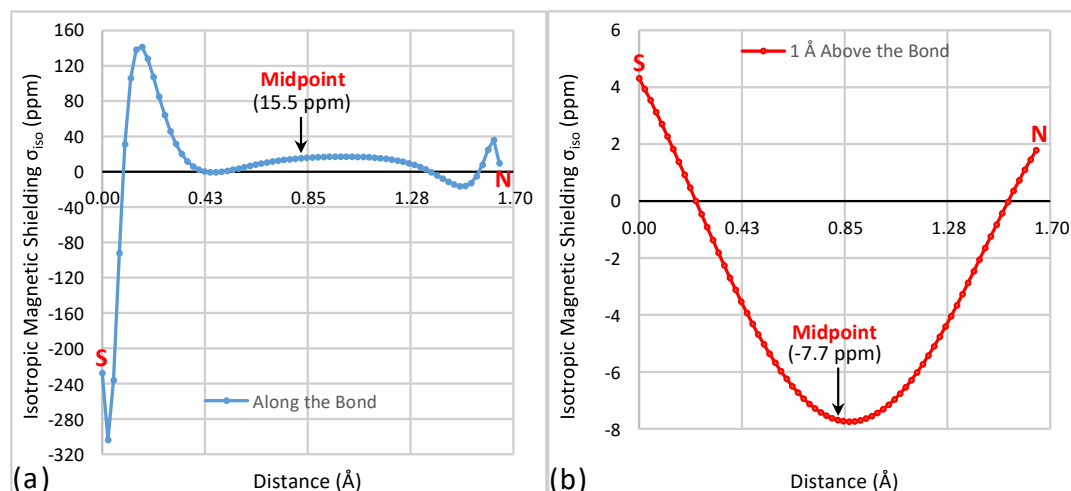 Isotropic Magnetic Shielding σiso (ppm)
160
120
80
40
0
-40
-80
-120
-160
-200
-240
-280
-320
Midpoint
(15.5 ppm)
S
N
0.00 0.43 0.85 1.28 1.70
Along the Bond
(a)
Distance (Å)
Isotropic Magnetic Shielding σiso (ppm)
6
4
2
0
-2
-4
-6
-8
1 Å Above the Bond
S
N
0.00 0.43 0.85 1.28 1.70
Midpoint
(-7.7 ppm)
(b)
Distance (Å)